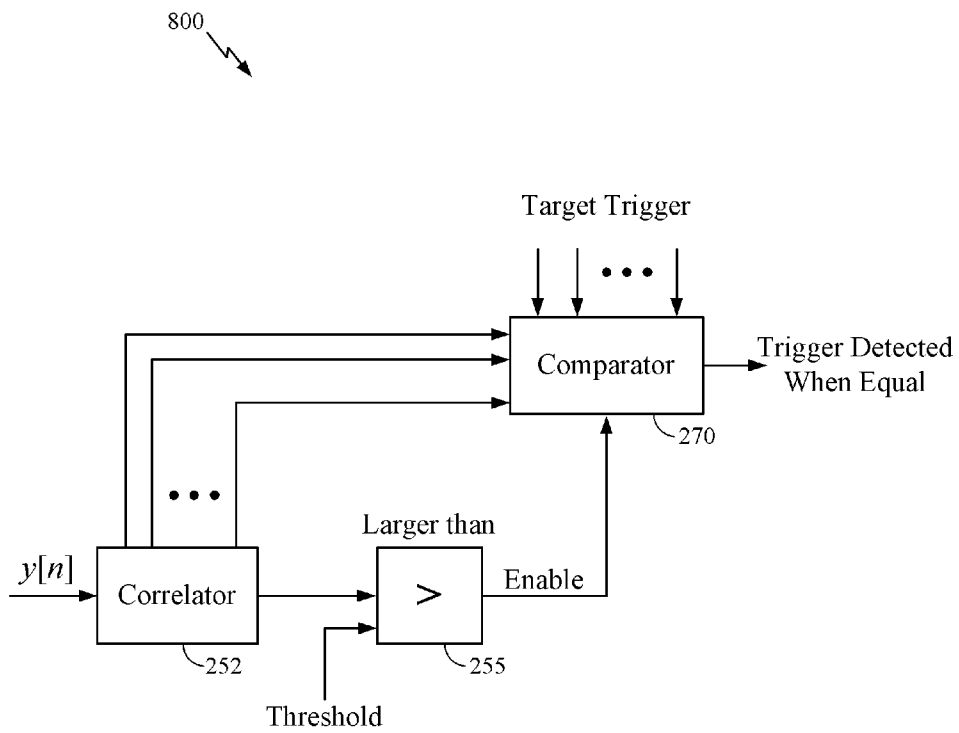 800
Target Trigger
Comparator
Trigger Detected
When Equal
270
Larger than
y[n]
Correlator
>
Enable
252
255
Threshold